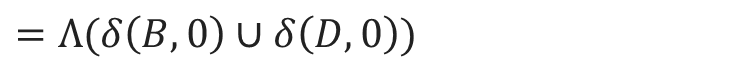 = Λ(δ(B, 0) ∪ δ(D, 0))